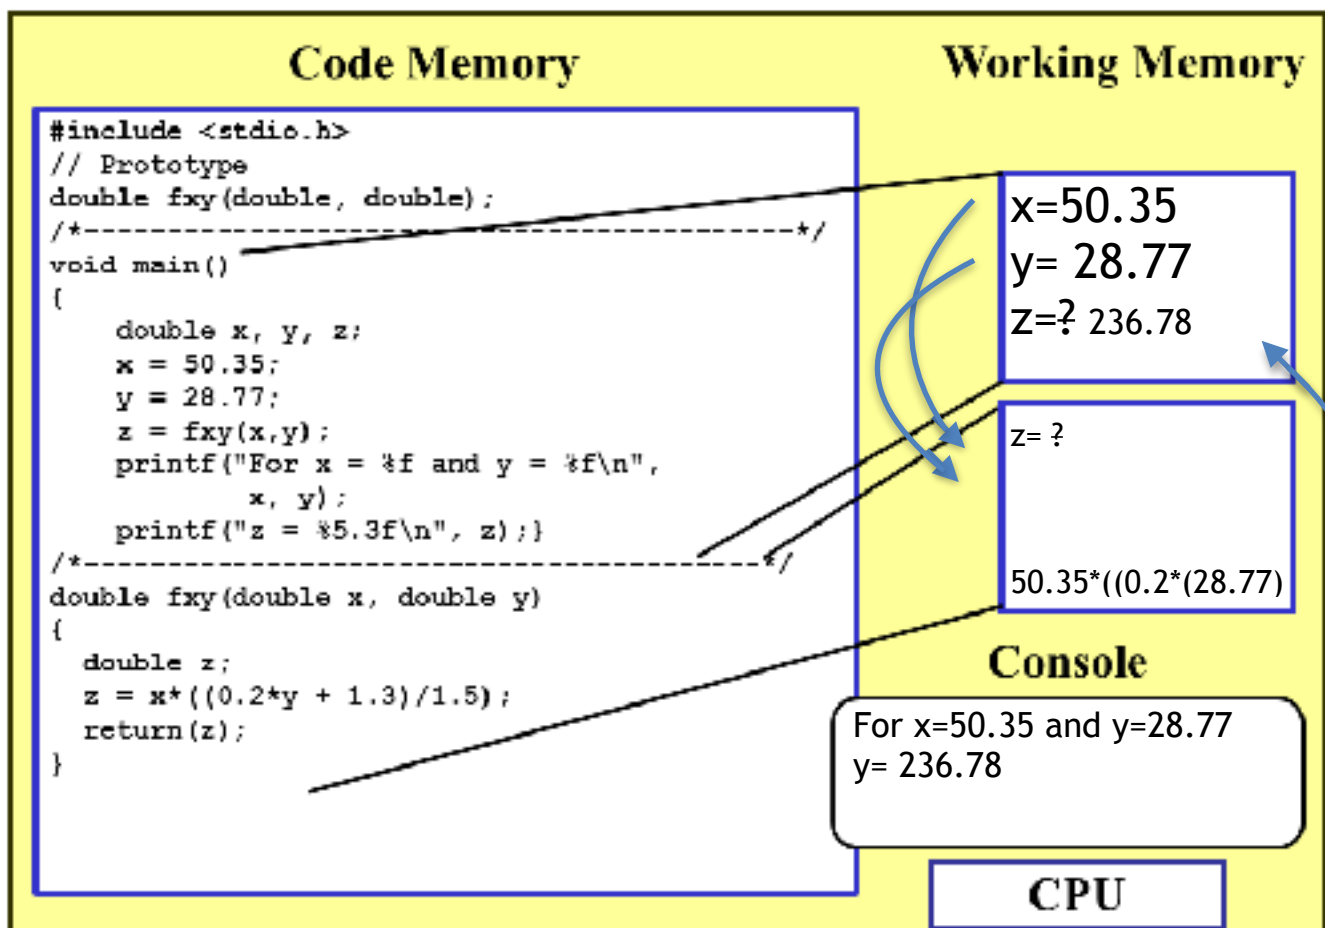 Code Memory
#include <stdio.h>
// Prototype
double fxy(double, double);
/*-------------------------------------------*/
void main()
{
    double x, y, z;
    x = 50.35;
    y = 28.77;
    z = fxy(x,y);
    printf("For x = %f and y = %f\n",
            x, y);
    printf("z = %5.3f\n", z);}
/*-----------------------------------------*/
double fxy(double x, double y)
{
  double z;
  z = x*((0.2*y + 1.3)/1.5);
  return(z);
}
Working Memory
x=50.35
y= 28.77
z=? 236.78
z= ?
50.35*((0.2*(28.77)
Console
For x=50.35 and y=28.77
y= 236.78
CPU